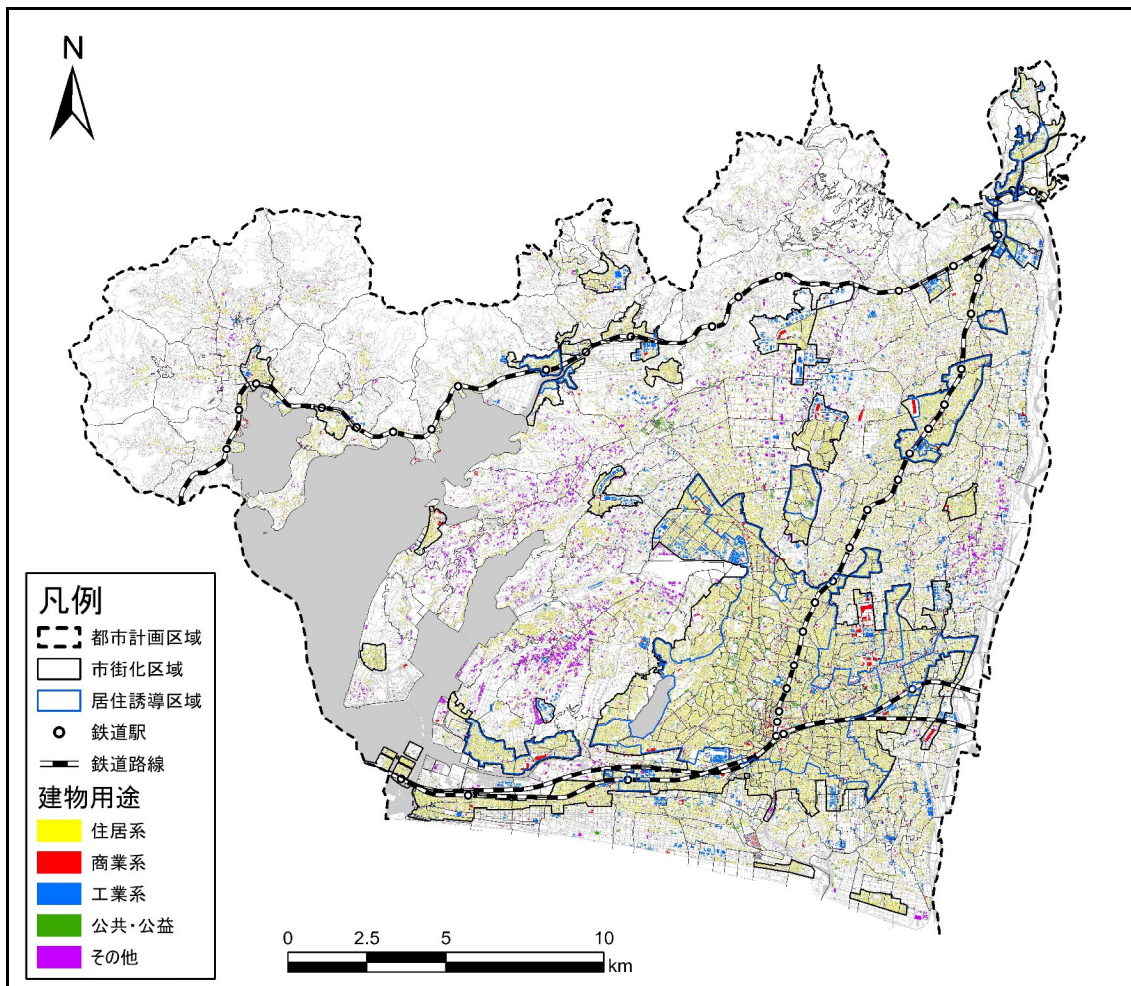 N
凡例
都市計画区域
市街化区域
居住誘導区域
鉄道駅
鉄道路線
建物用途
住居系
商業系
工業系
公共・公益
その他
0 2.5 5 10
km